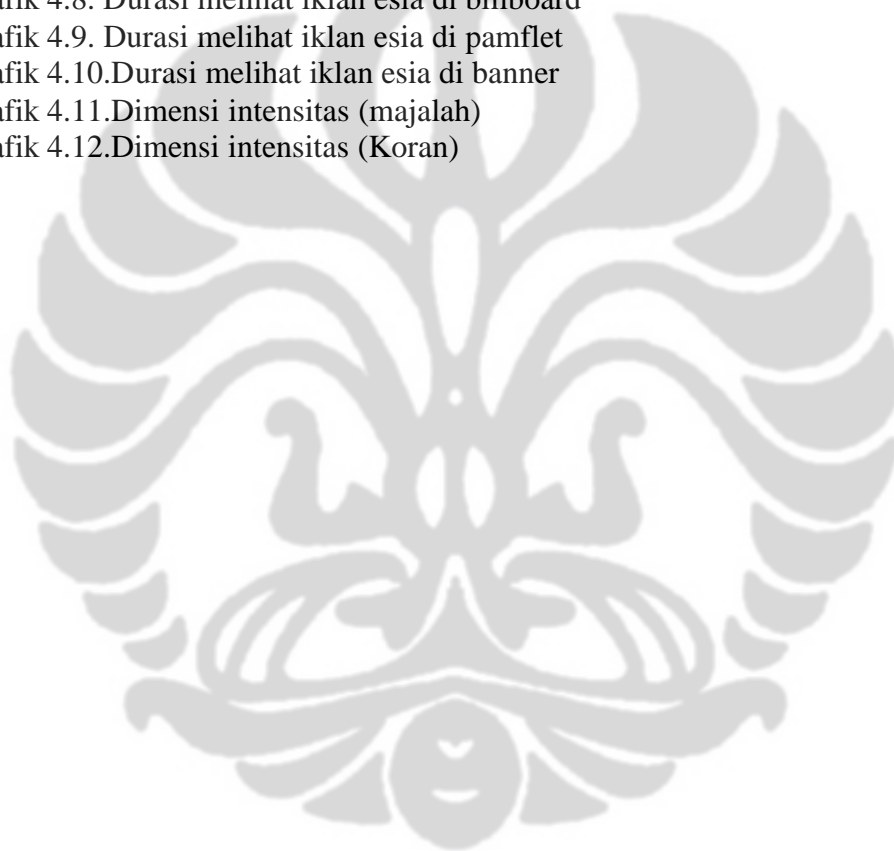 afik 4.8. Durasi melihat iklan esia di billboard
afik 4.9. Durasi melihat iklan esia di pamflet
afik 4.10.Durasi melihat iklan esia di banner
afik 4.11.Dimensi intensitas (majalah)
afik 4.12.Dimensi intensitas (Koran)